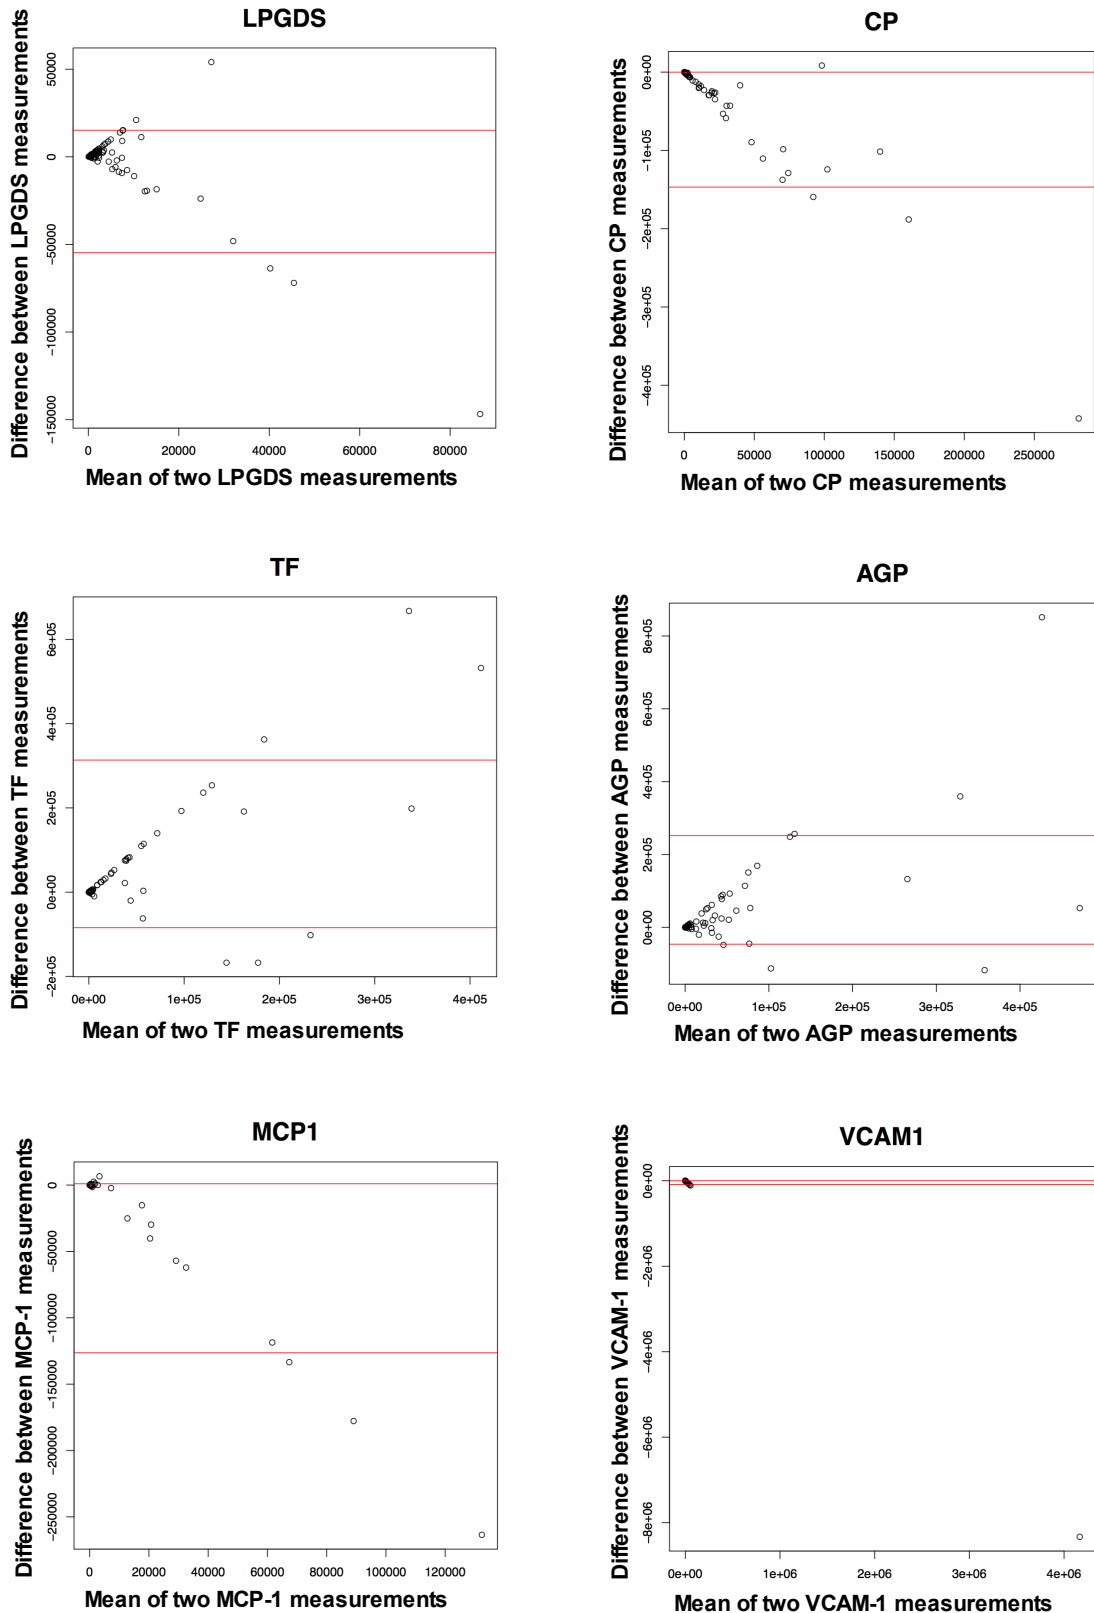 LPGDS
Difference between LPGDS measurements
50000
0
−50000
−100000
−150000
0 20000 40000 60000 80000
Mean of two LPGDS measurements
CP
Difference between CP measurements
0e+00
−1e+05
−2e+05
−3e+05
−4e+05
0 50000 100000 150000 200000 250000
Mean of two CP measurements
TF
Difference between TF measurements
6e+05
4e+05
2e+05
0e+00
−2e+05
0e+00 1e+05 2e+05 3e+05 4e+05
Mean of two TF measurements
AGP
Difference between AGP measurements
8e+05
6e+05
4e+05
2e+05
0e+00
0e+00 1e+05 2e+05 3e+05 4e+05
Mean of two AGP measurements
MCP1
Difference between MCP-1 measurements
0
−50000
−100000
−150000
−200000
−250000
0 20000 40000 60000 80000 100000 120000
Mean of two MCP-1 measurements
VCAM1
Difference between VCAM-1 measurements
0e+00
−2e+06
−4e+06
−6e+06
−8e+06
0e+00 1e+06 2e+06 3e+06 4e+06
Mean of two VCAM-1 measurements